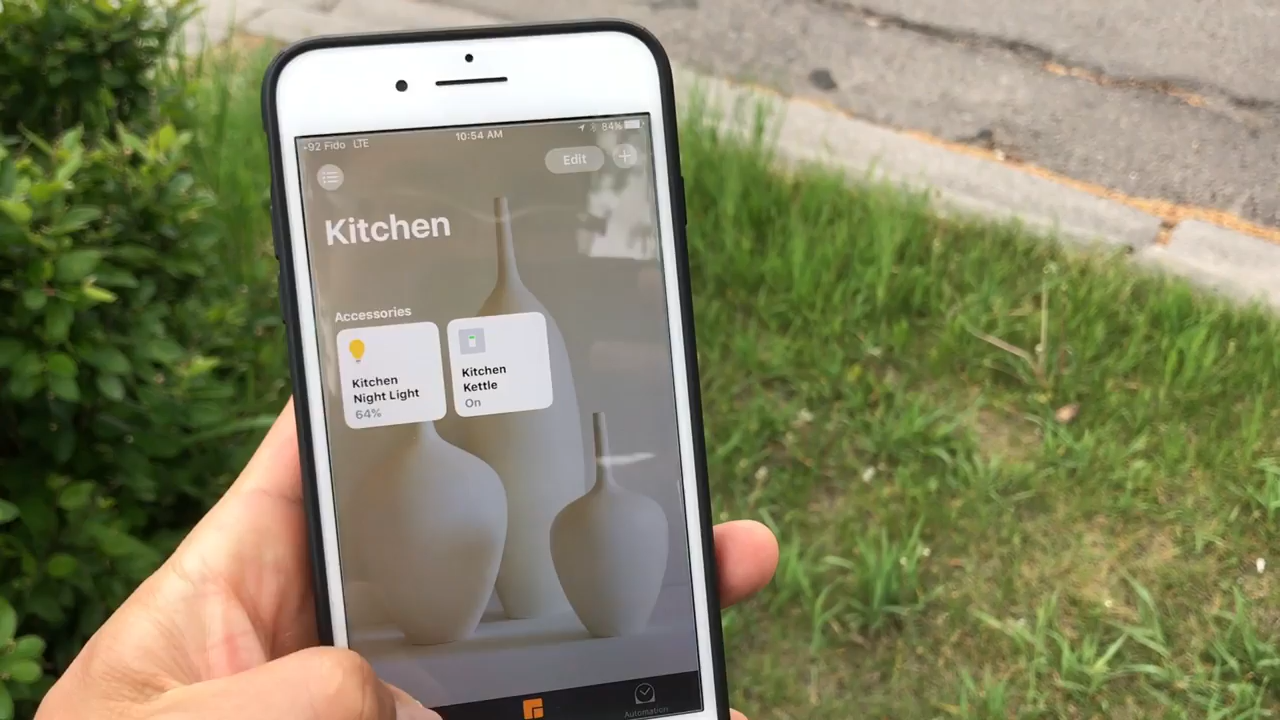 -92 Fido LTE 10:54 AM 84%
Edit
Kitchen
Accessories
Kitchen
Night Light
64%
Kitchen
Kettle
On
Automation